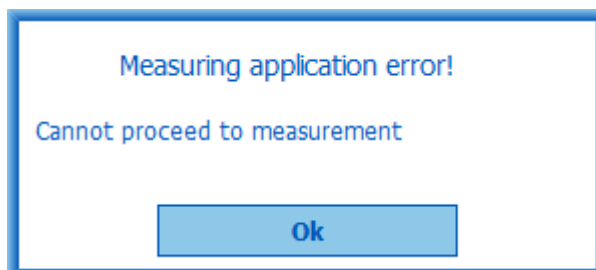 Measuring application error!
Cannot proceed to measurement
Ok